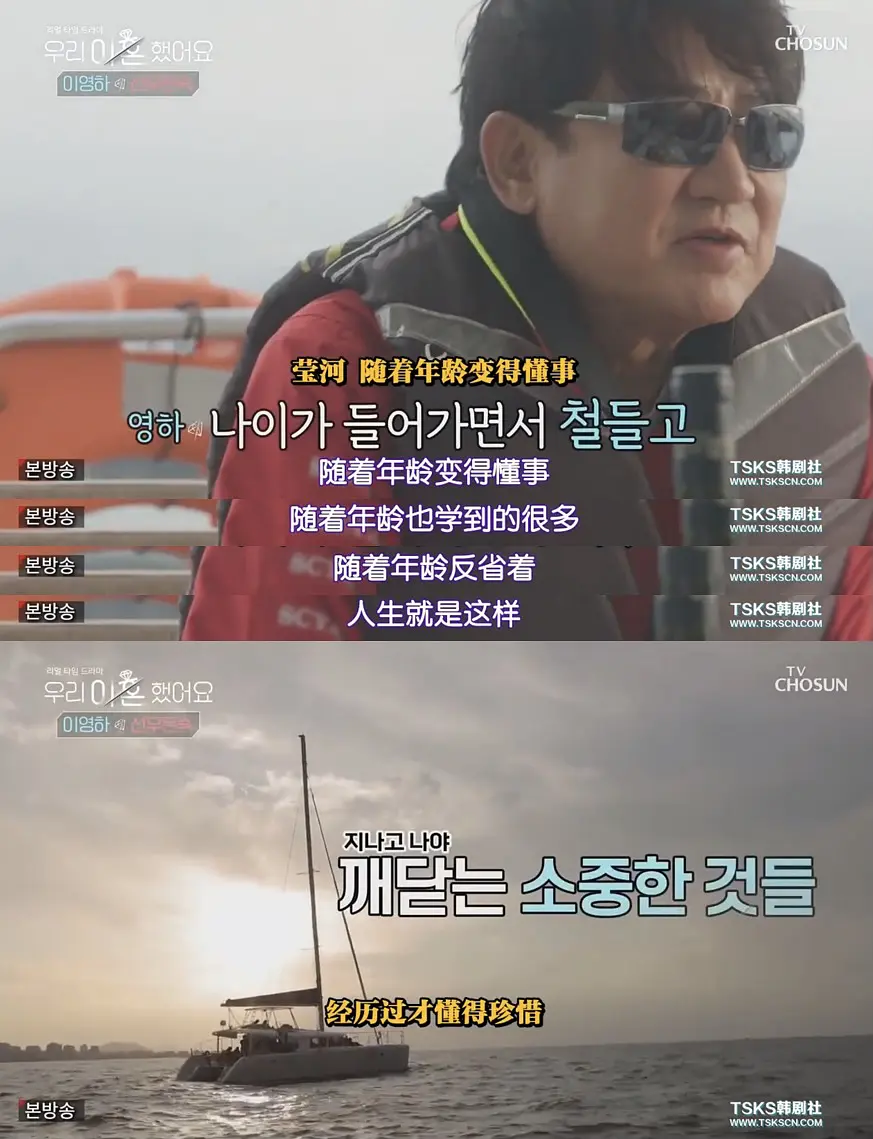 리얼 타임 드라마
우리 이혼 했어요
이영하
TV
CHOSUN
莹河 随着年龄变得懂事
영하 나이가 들어가면서 철들고
본방송
随着年龄变得懂事
TSKS韩剧社
WWW.TSKSCN.COM
본방송
随着年龄也学到的很多
TSKS韩剧社
WWW.TSKSCN.COM
본방송
随着年龄反省着
TSKS韩剧社
WWW.TSKSCN.COM
본방송
人生就是这样
TSKS韩剧社
WWW.TSKSCN.COM
리얼 타임 드라마
우리 이혼 했어요
이영하 선우은숙
TV
CHOSUN
지나고 나야
깨닫는 소중한 것들
经历过才懂得珍惜
본방송
TSKS韩剧社
WWW.TSKSCN.COM